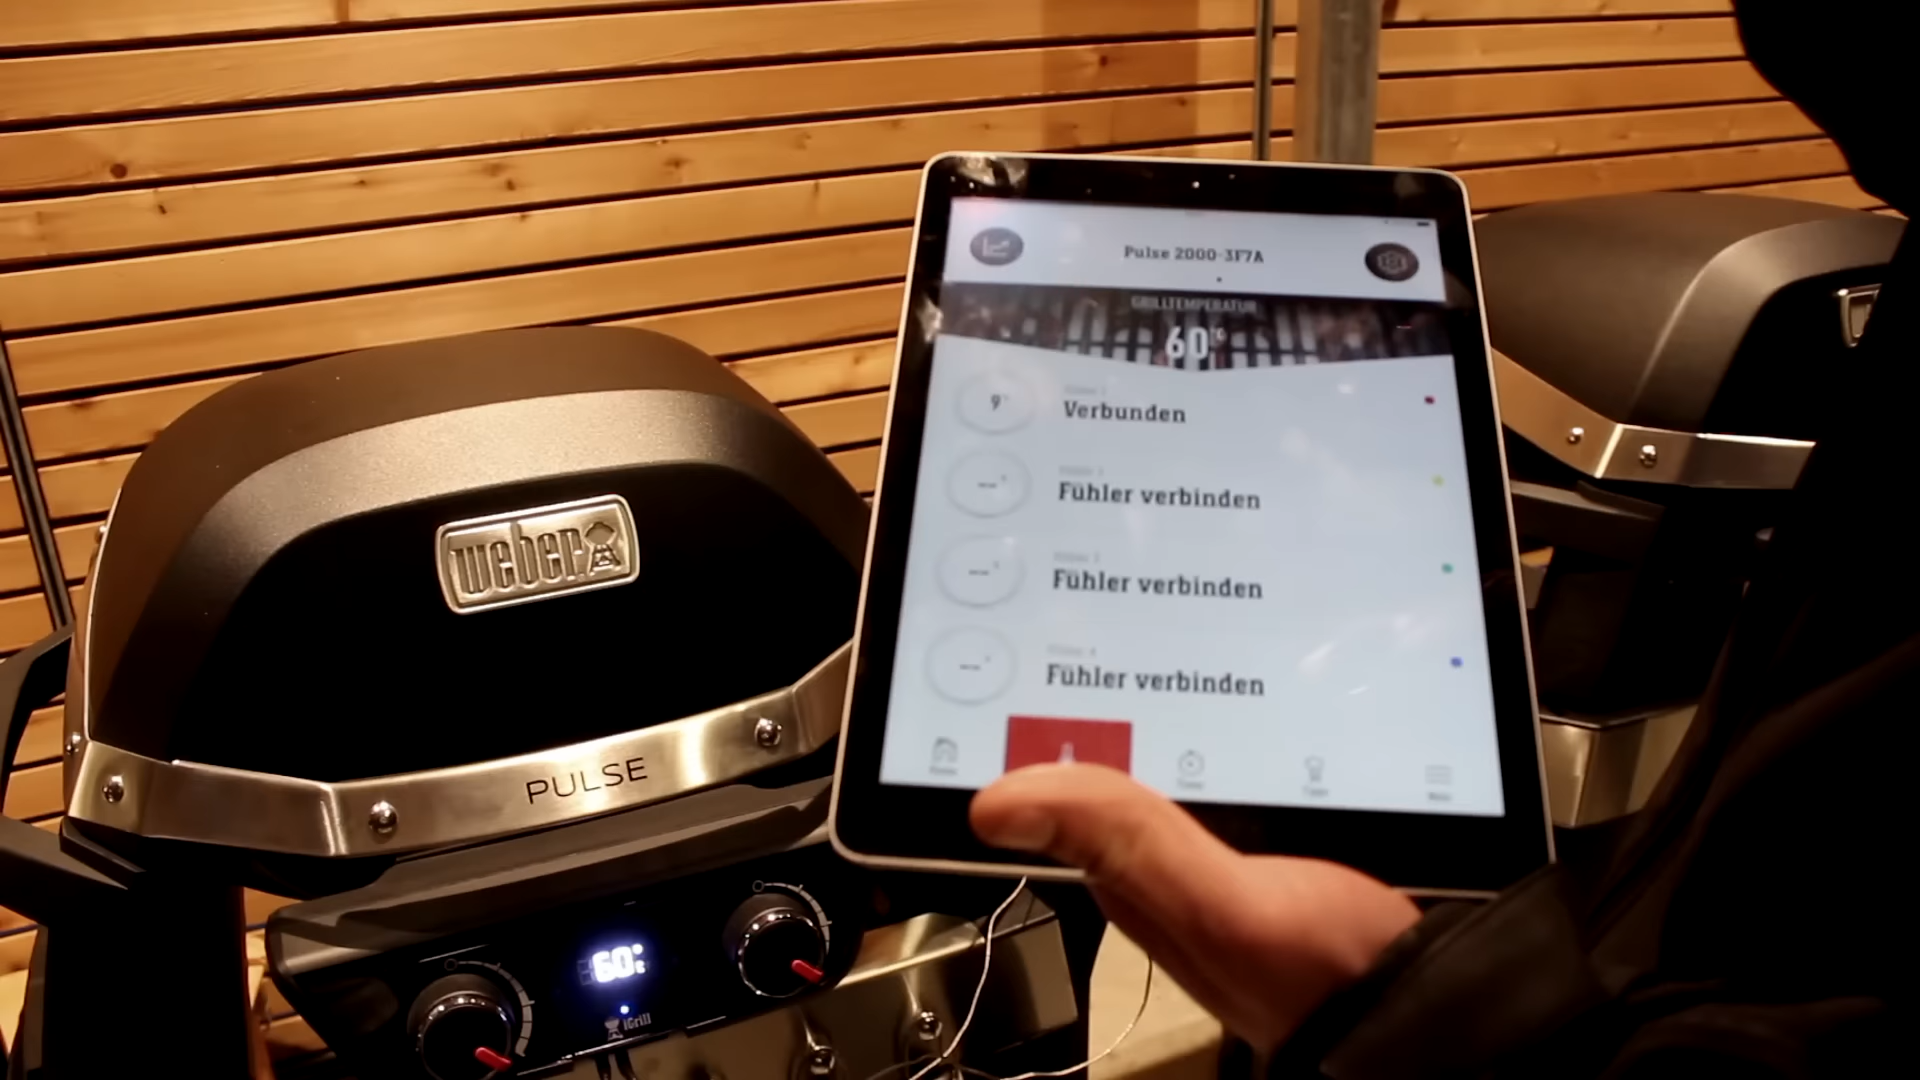 Pulse 2000-3F7A
GRILLTEMPERATUR
60°C
9°
Verbunden
--°
Fühler verbinden
--°
Fühler verbinden
--°
Fühler verbinden
weber
PULSE
60°C
iGrill